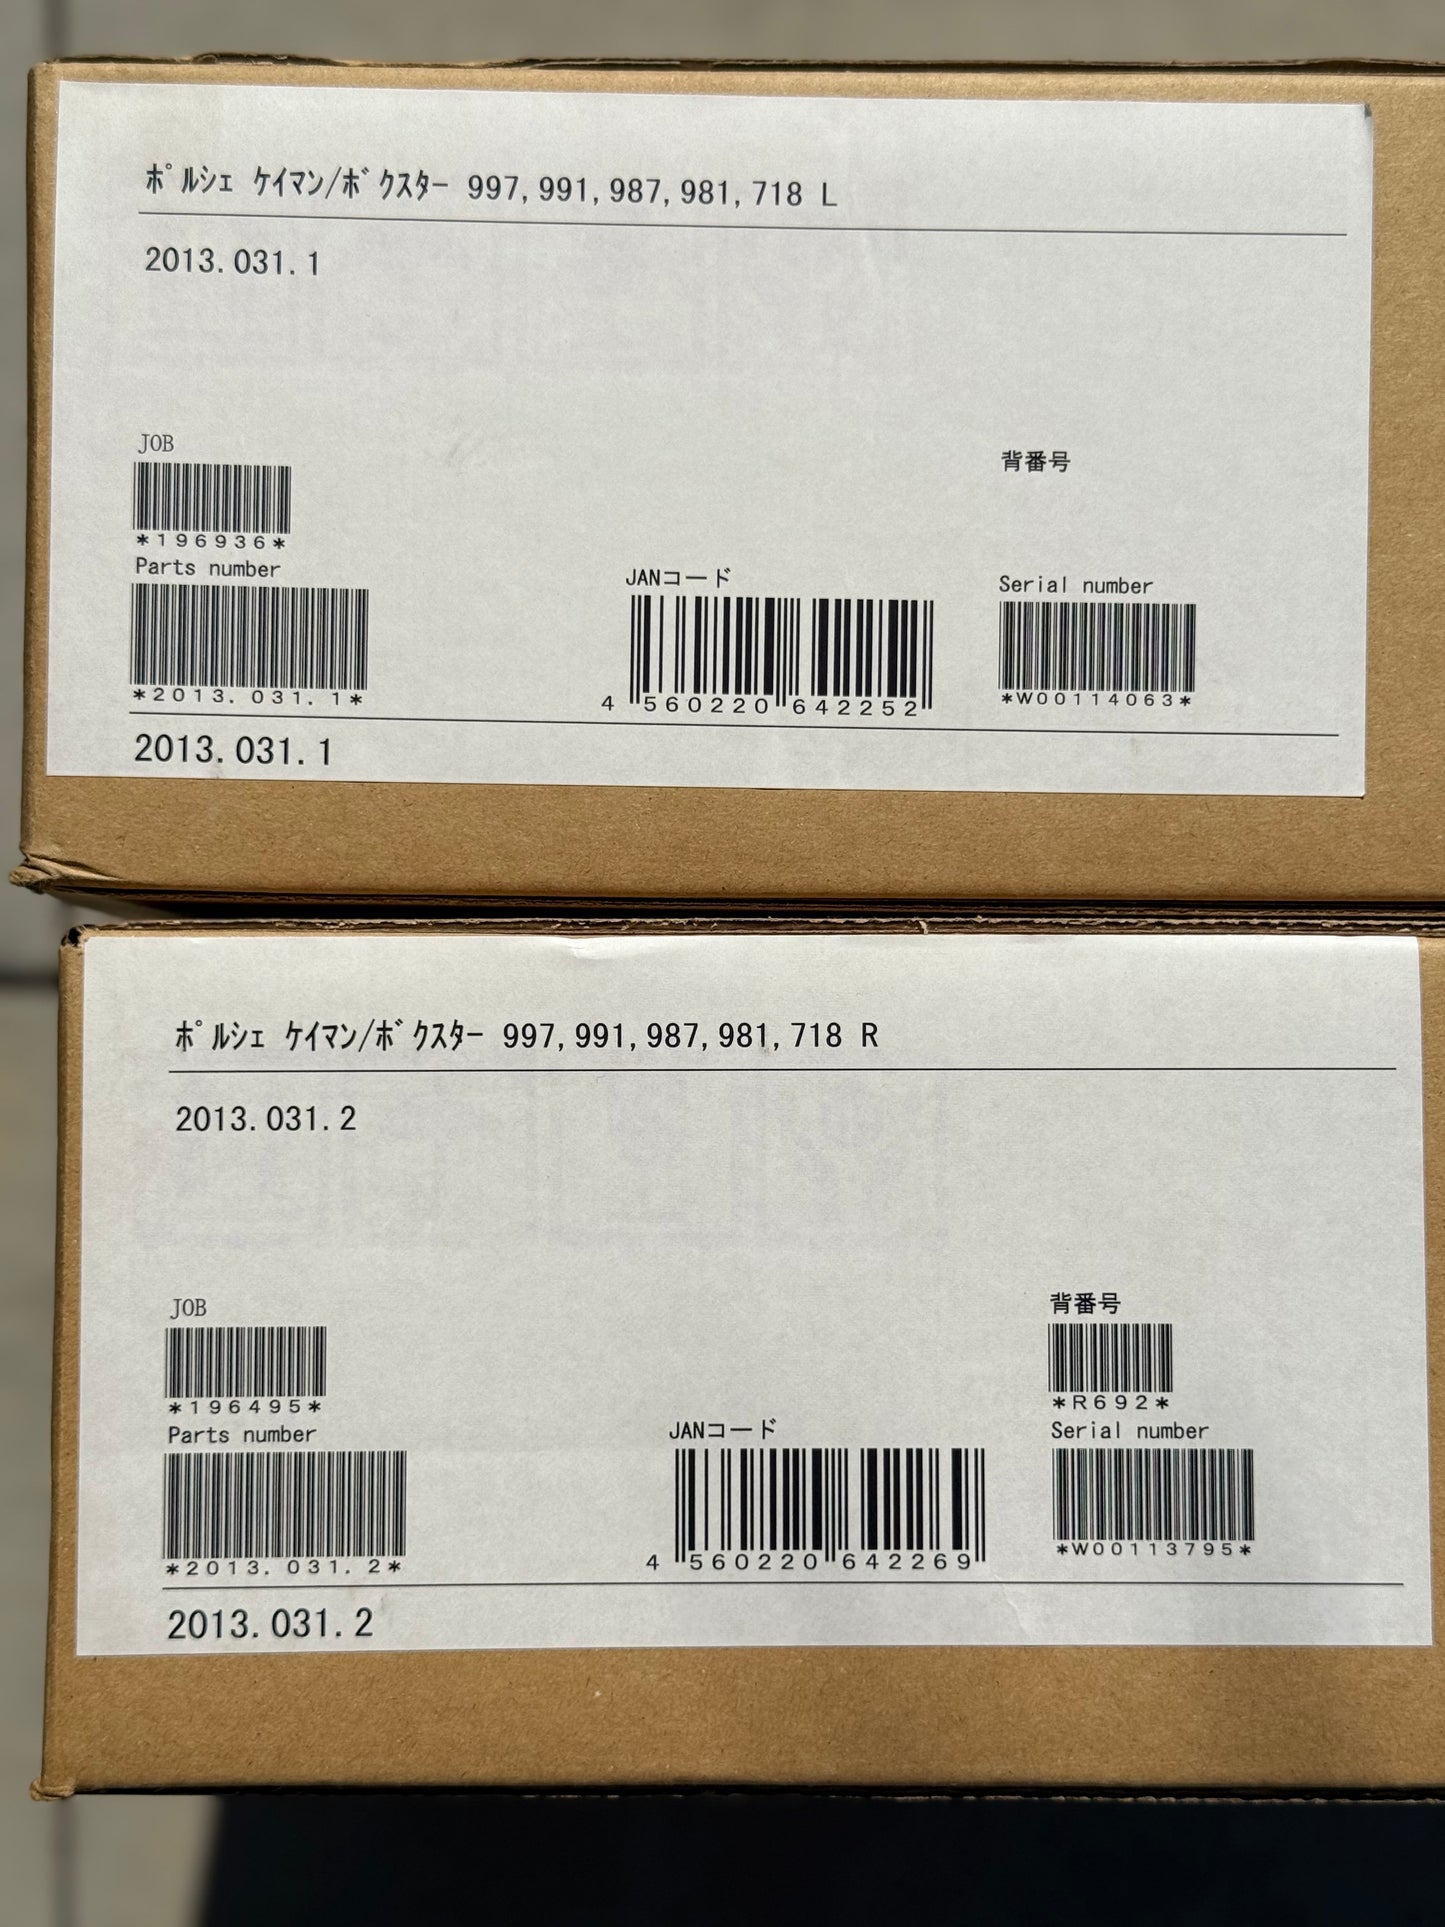 ﾎﾟﾙｼｪ ｹｲﾏﾝ/ﾎﾞｸｽﾀｰ 997,991,987,981,718 L
2013.031.1
JOB
*196936*
背番号
Parts number
*2013.031.1*
JANコード
4 560220 642252
Serial number
*W00114063*
2013.031.1
ﾎﾟﾙｼｪ ｹｲﾏﾝ/ﾎﾞｸｽﾀｰ 997,991,987,981,718 R
2013.031.2
JOB
*196495*
背番号
*R692*
Parts number
*2013.031.2*
JANコード
4 560220 642269
Serial number
*W00113795*
2013.031.2